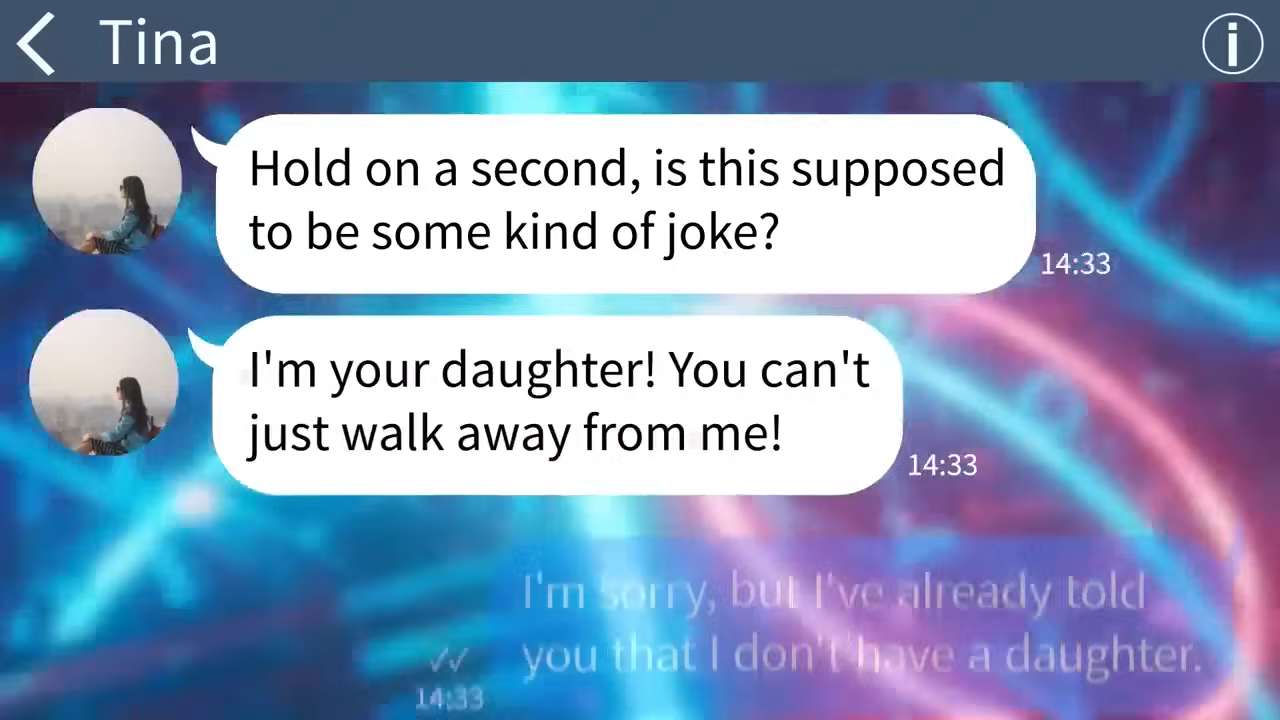 Tina
Hold on a second, is this supposed
to be some kind of joke?
14:33
I'm your daughter! You can't
just walk away from me!
14:33
I'm sorry, but I've already told
you that I don't have a daughter.
14:33